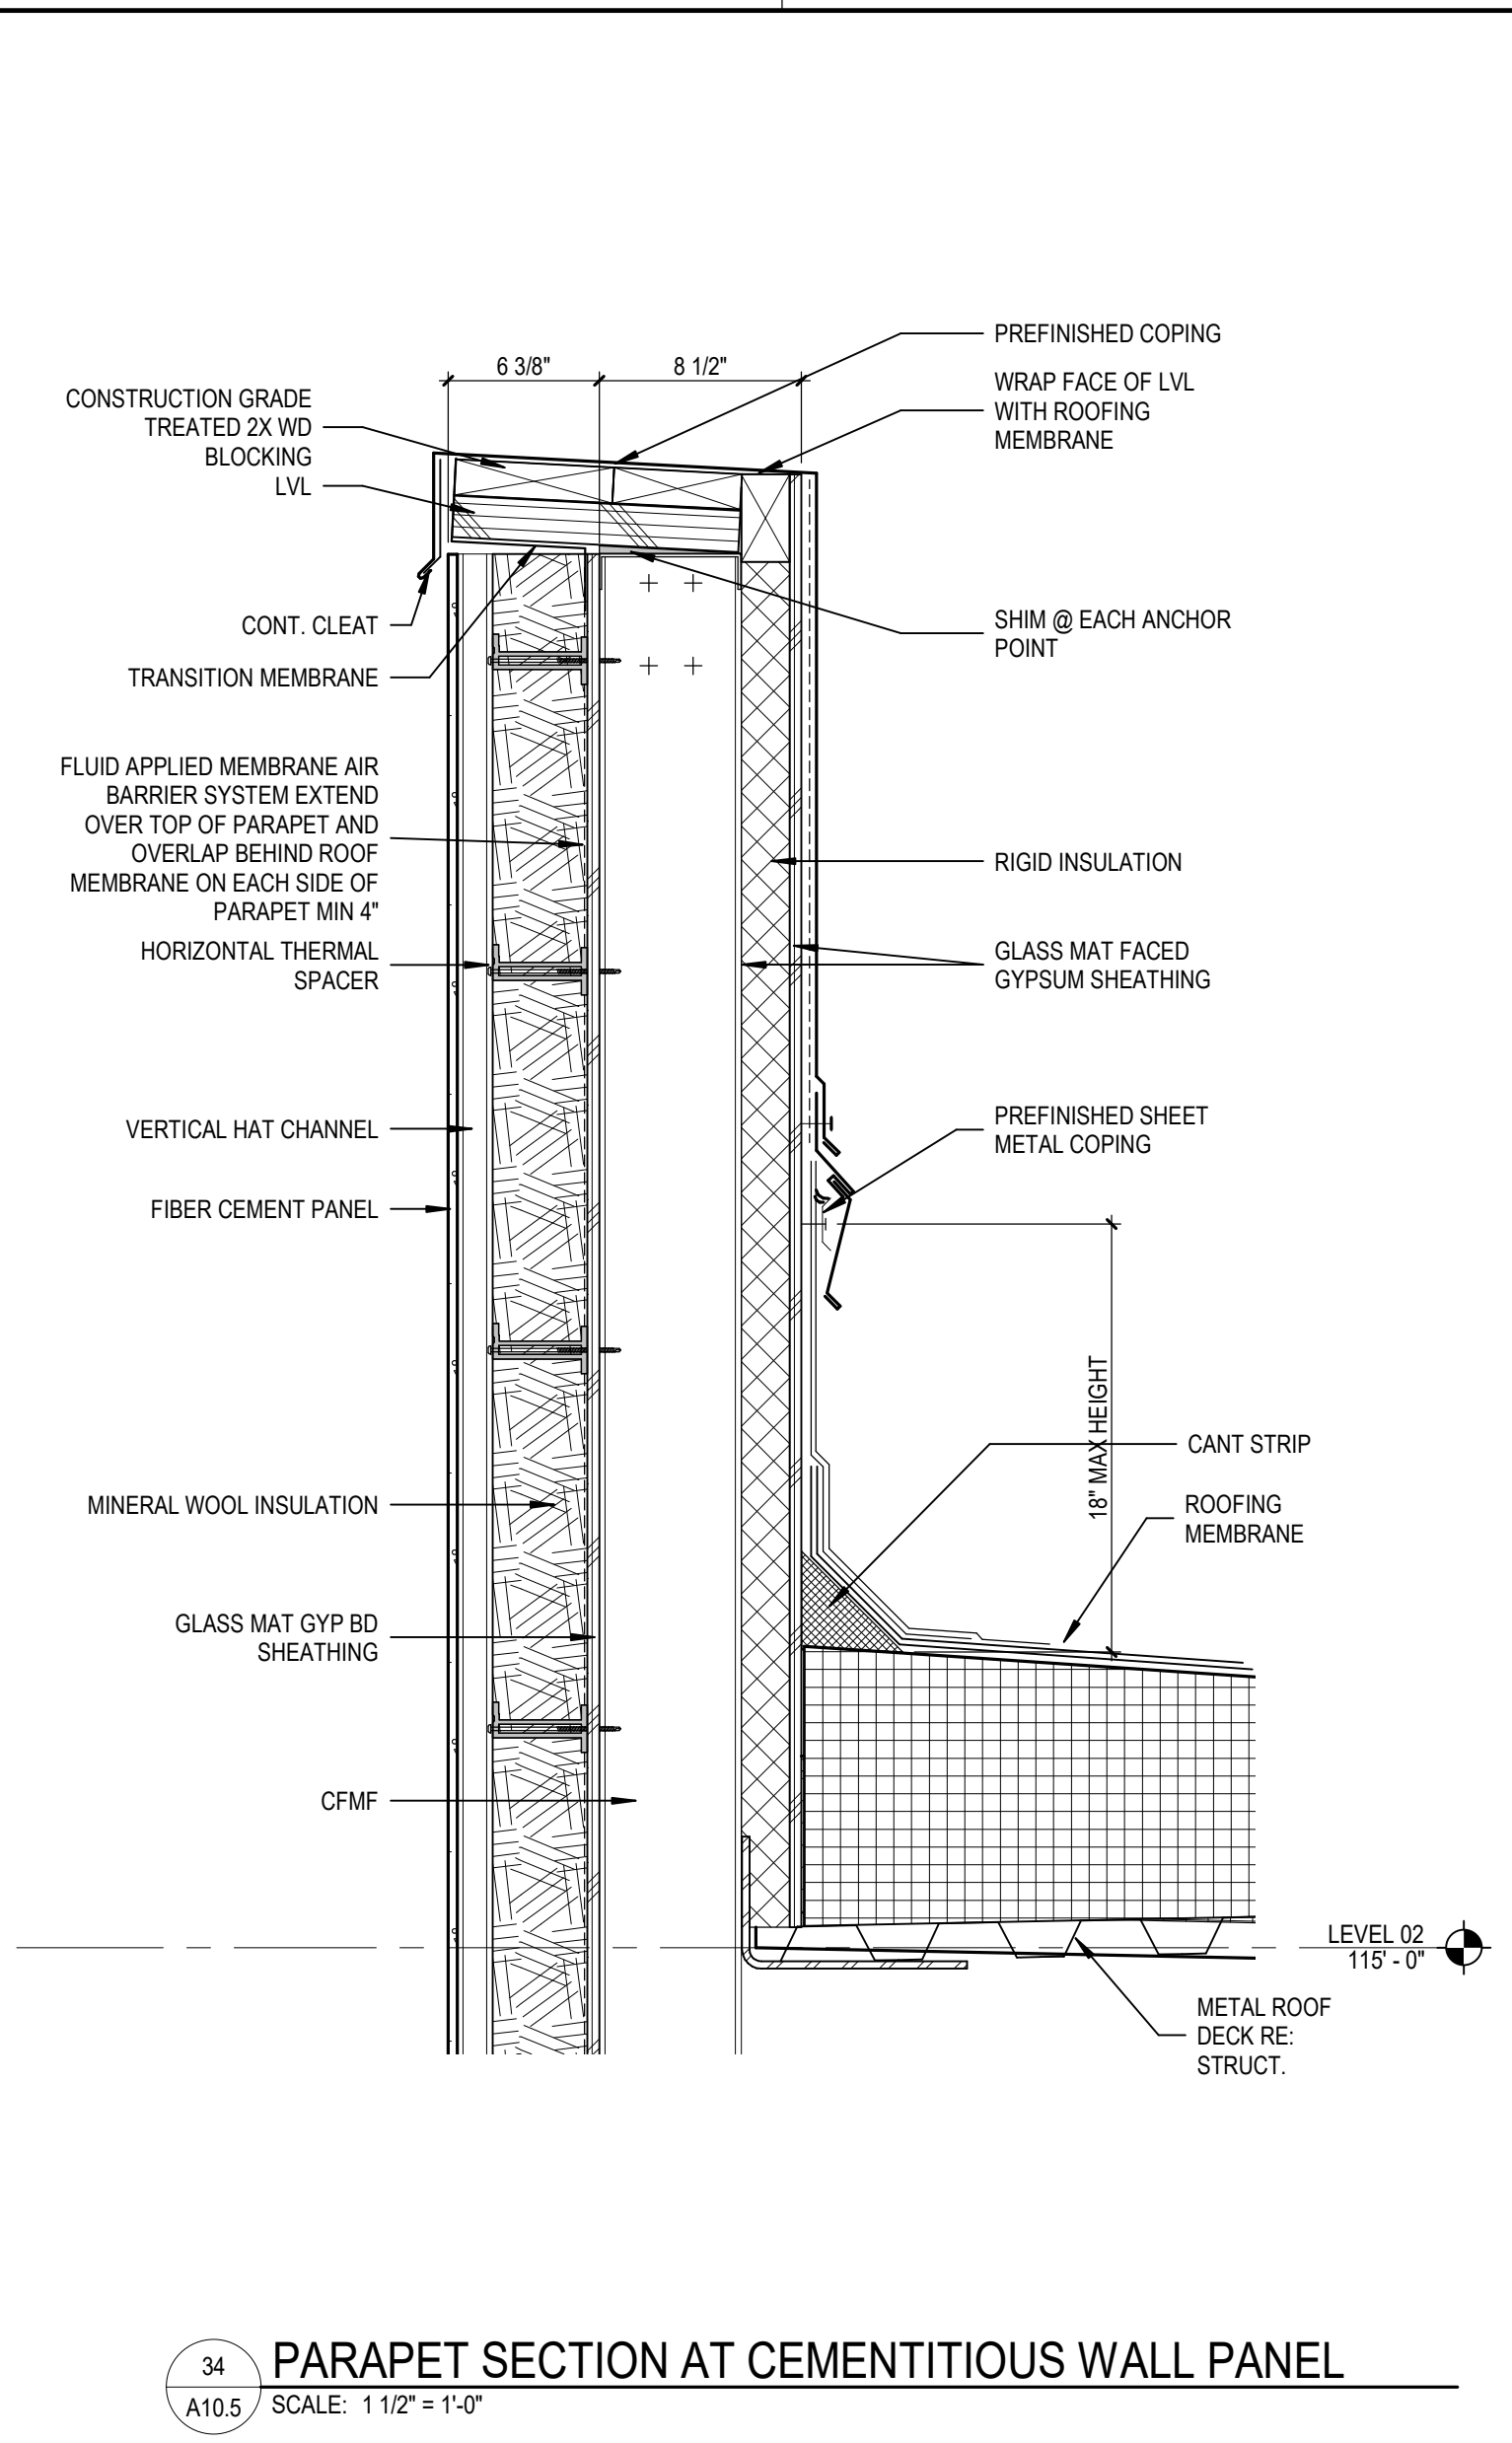 6 3/8"
8 1/2"
CONSTRUCTION GRADE
TREATED 2X WD
BLOCKING
LVL
CONT. CLEAT
TRANSITION MEMBRANE
FLUID APPLIED MEMBRANE AIR
BARRIER SYSTEM EXTEND
OVER TOP OF PARAPET AND
OVERLAP BEHIND ROOF
MEMBRANE ON EACH SIDE OF
PARAPET MIN 4"
HORIZONTAL THERMAL
SPACER
VERTICAL HAT CHANNEL
FIBER CEMENT PANEL
MINERAL WOOL INSULATION
GLASS MAT GYP BD
SHEATHING
CFMF
PREFINISHED COPING
WRAP FACE OF LVL
WITH ROOFING
MEMBRANE
SHIM @ EACH ANCHOR
POINT
RIGID INSULATION
GLASS MAT FACED
GYPSUM SHEATHING
PREFINISHED SHEET
METAL COPING
18" MAX HEIGHT
CANT STRIP
ROOFING
MEMBRANE
LEVEL 02
115' - 0"
METAL ROOF
DECK RE:
STRUCT.
34
A10.5
PARAPET SECTION AT CEMENTITIOUS WALL PANEL
SCALE: 1 1/2" = 1'-0"